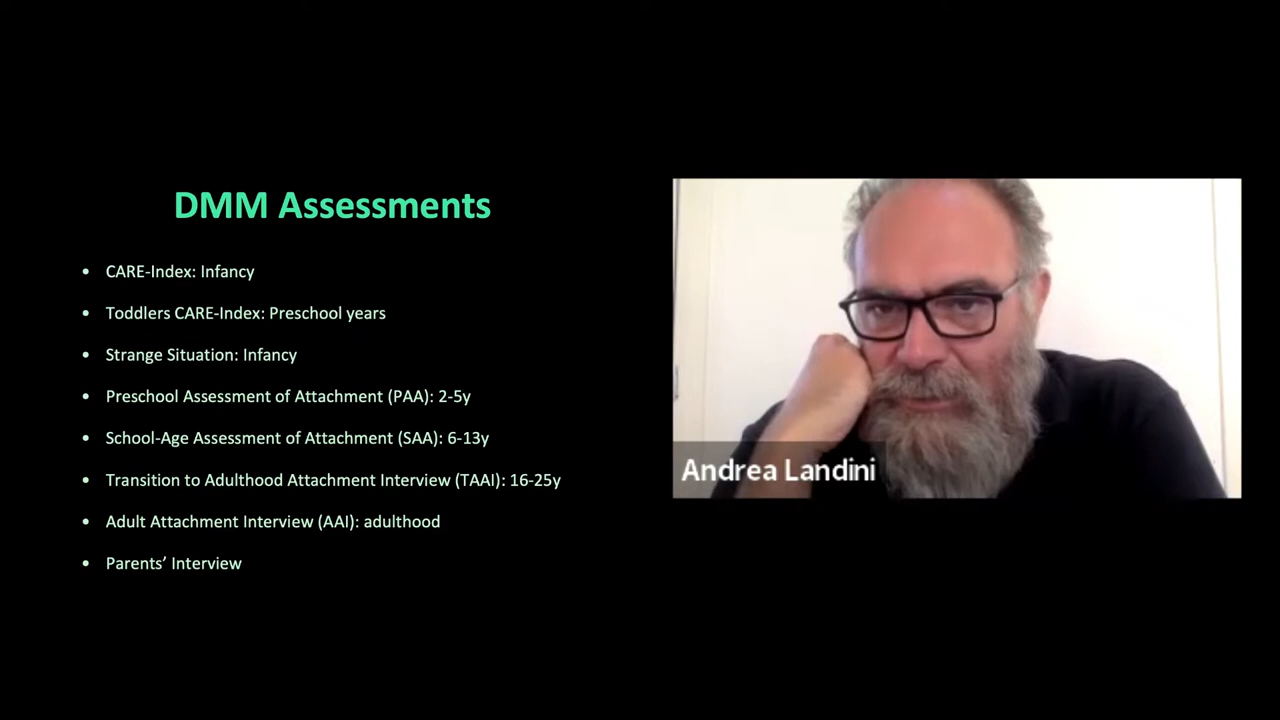 DMM Assessments
• CARE-Index: Infancy
• Toddlers CARE-Index: Preschool years
• Strange Situation: Infancy
• Preschool Assessment of Attachment (PAA): 2-5y
• School-Age Assessment of Attachment (SAA): 6-13y
• Transition to Adulthood Attachment Interview (TAAI): 16-25y
• Adult Attachment Interview (AAI): adulthood
• Parents’ Interview
Andrea Landini